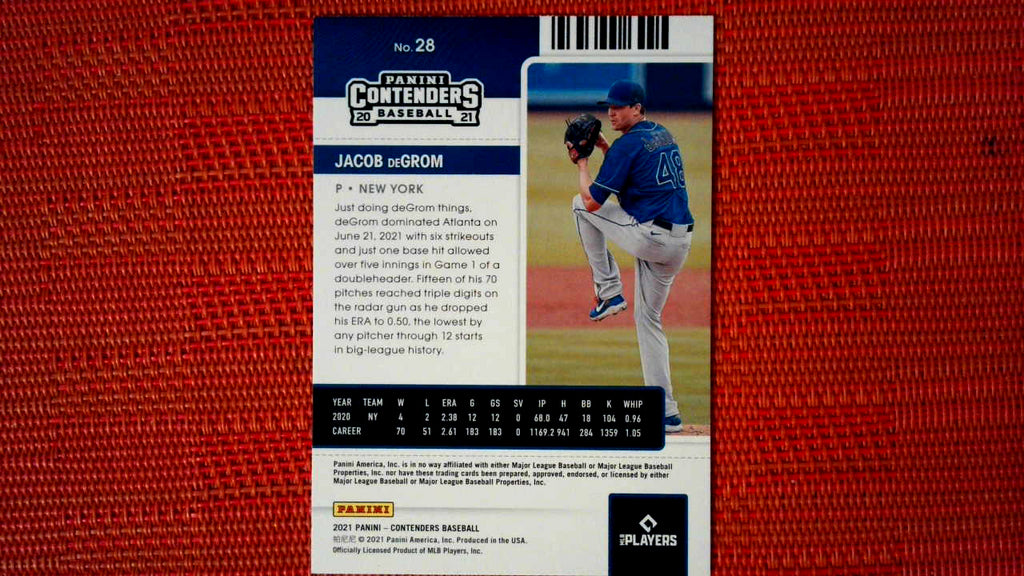 No. 28
PANINI
CONTENDERS
20 BASEBALL 21
JACOB DEGROM
P • NEW YORK
Just doing deGrom things,
deGrom dominated Atlanta on
June 21, 2021 with six strikeouts
and just one base hit allowed
over five innings in Game 1 of a
doubleheader. Fifteen of his 70
pitches reached triple digits on
the radar gun as he dropped
his ERA to 0.50, the lowest by
any pitcher through 12 starts
in big-league history.
48
YEAR TEAM W L ERA G GS SV IP H BB K WHIP
2020 NY 4 2 2.38 12 12 0 68.0 47 18 104 0.96
CAREER 70 51 2.61 183 183 0 1169.2 941 284 1359 1.05
Panini America, Inc. is in no way affiliated with either Major League Baseball or Major League Baseball
Properties, Inc. nor have these trading cards been prepared, approved, endorsed, or licensed by either
Major League Baseball or Major League Baseball Properties, Inc.
PANINI
2021 PANINI – CONTENDERS BASEBALL
帕尼尼 © 2021 Panini America, Inc. Produced in the USA.
Officially Licensed Product of MLB Players, Inc.
MLB PLAYERS